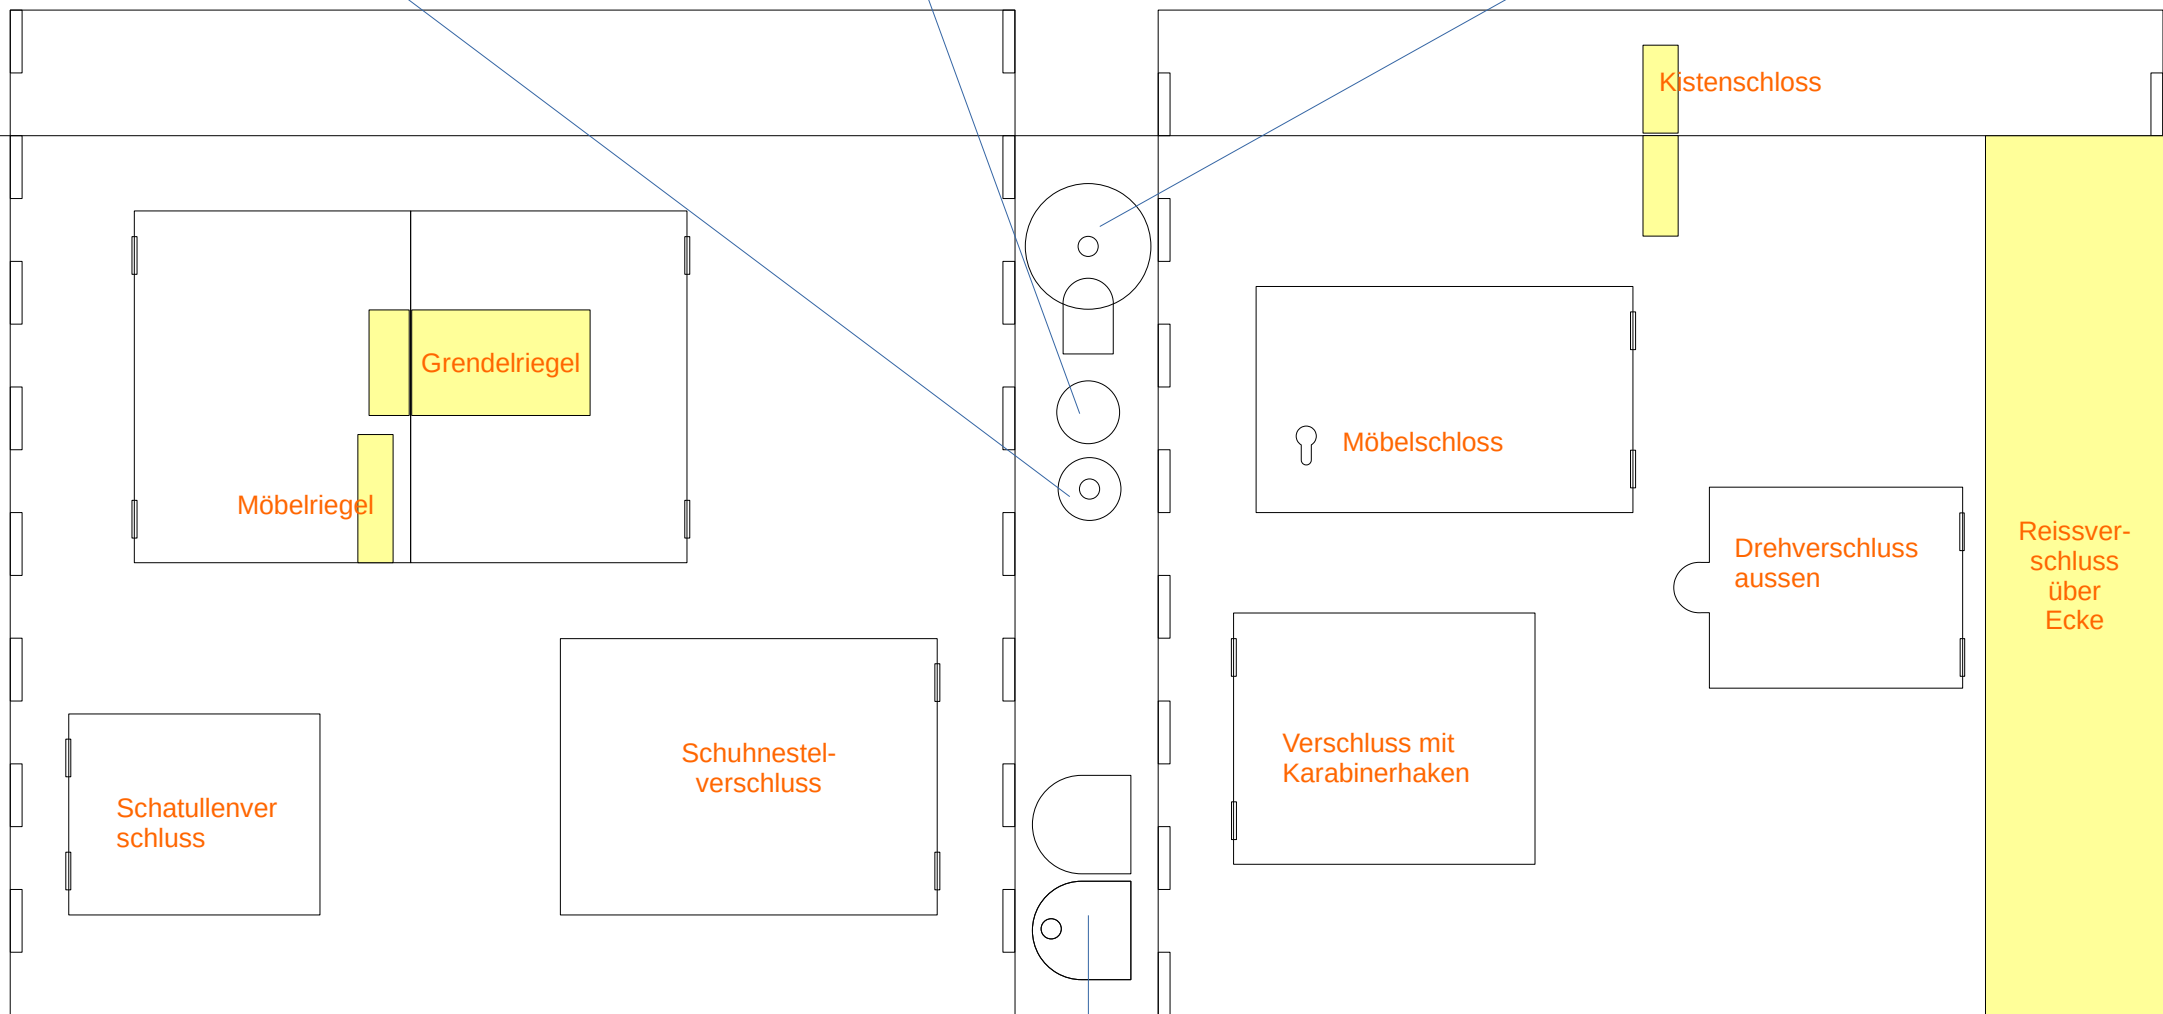 Kistenschloss
Grendelriegel
Möbelriegel
Möbelschloss
Drehverschluss
aussen
Reissver-
schluss
über
Ecke
Schuhnestel-
verschluss
Verschluss mit
Karabinerhaken
Schatullenver
schluss